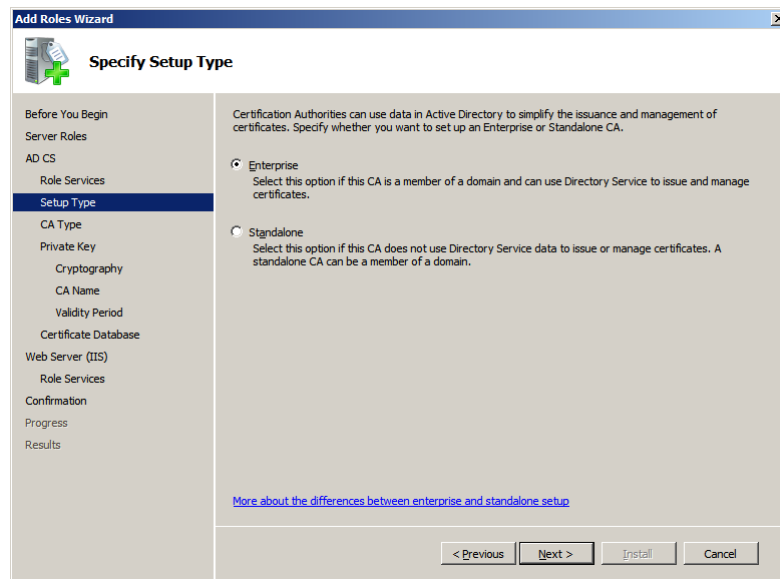 Add Roles Wizard
Specify Setup Type
Before You Begin
Server Roles
AD CS
Role Services
Setup Type
CA Type
Private Key
Cryptography
CA Name
Validity Period
Certificate Database
Web Server (IIS)
Role Services
Confirmation
Progress
Results
Certification Authorities can use data in Active Directory to simplify the issuance and management of
certificates. Specify whether you want to set up an Enterprise or Standalone CA.
Enterprise
Select this option if this CA is a member of a domain and can use Directory Service to issue and manage
certificates.
Standalone
Select this option if this CA does not use Directory Service data to issue or manage certificates. A
standalone CA can be a member of a domain.
More about the differences between enterprise and standalone setup
< Previous
Next >
Install
Cancel